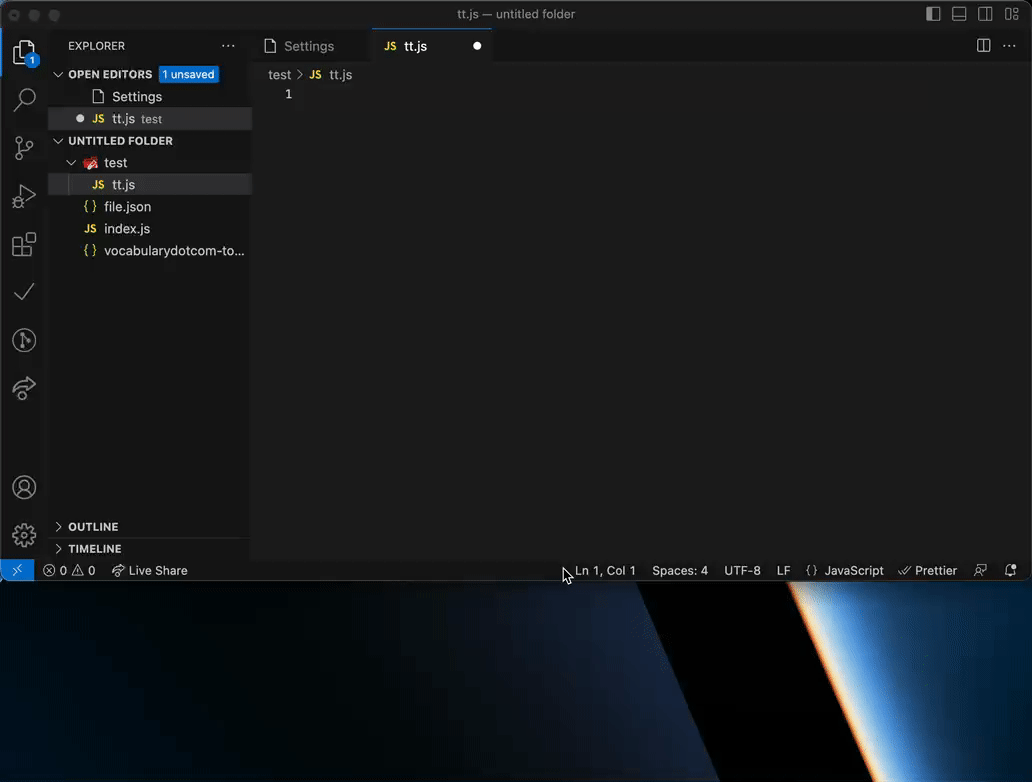 tt.js — untitled folder
EXPLORER
Settings
JS tt.js
1
OPEN EDITORS 1 unsaved
test > JS tt.js
Settings
1
JS tt.js test
UNTITLED FOLDER
test
JS tt.js
{ } file.json
JS index.js
{ } vocabularydotcom-to...
OUTLINE
TIMELINE
0 0 Live Share Ln 1, Col 1 Spaces: 4 UTF-8 LF { } JavaScript Prettier